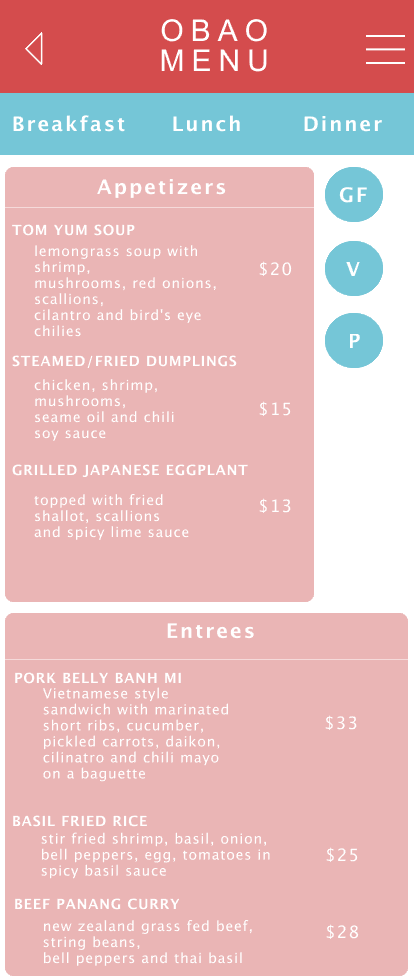 OBAO
MENU
Breakfast Lunch Dinner
Appetizers
GF
V
P
TOM YUM SOUP
lemongrass soup with
shrimp,
mushrooms, red onions,
scallions,
cilantro and bird's eye
chilies
$20
STEAMED/FRIED DUMPLINGS
chicken, shrimp,
mushrooms,
seame oil and chili
soy sauce
$15
GRILLED JAPANESE EGGPLANT
topped with fried
shallot, scallions
and spicy lime sauce
$13
Entrees
PORK BELLY BANH MI
Vietnamese style
sandwich with marinated
short ribs, cucumber,
pickled carrots, daikon,
cilinatro and chili mayo
on a baguette
$33
BASIL FRIED RICE
stir fried shrimp, basil, onion,
bell peppers, egg, tomatoes in
spicy basil sauce
$25
BEEF PANANG CURRY
new zealand grass fed beef,
string beans,
bell peppers and thai basil
$28